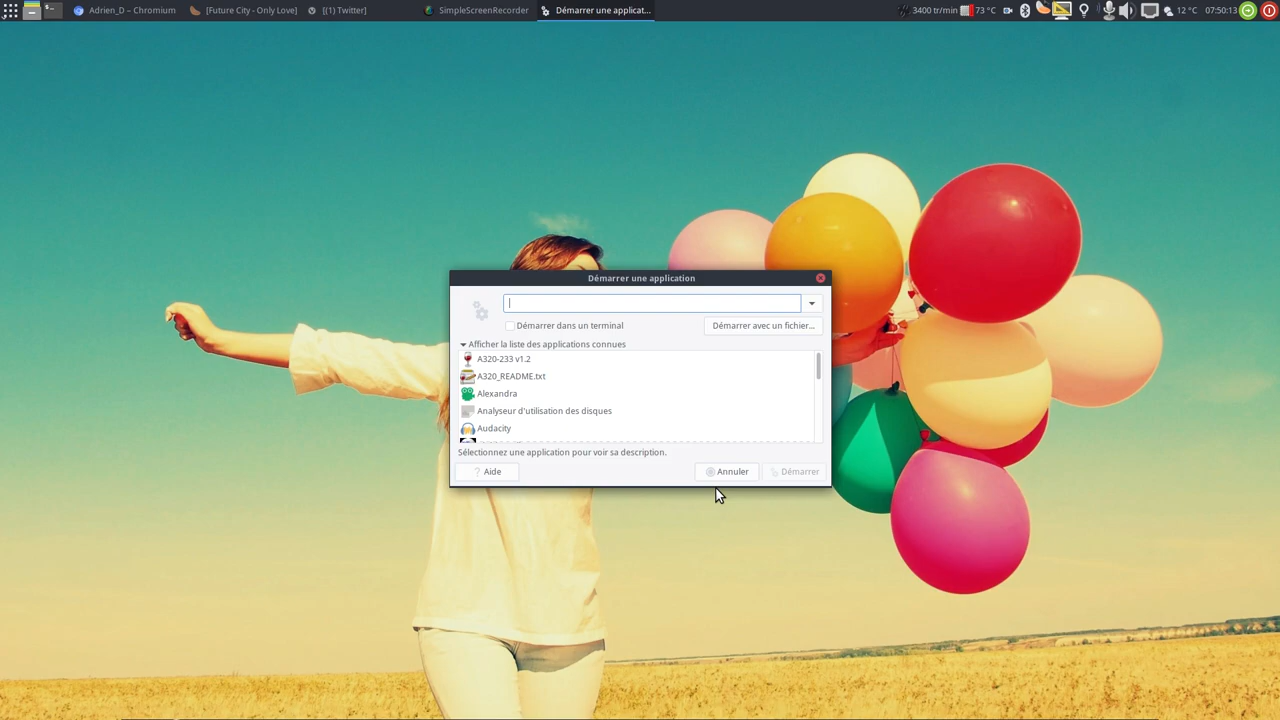 Adrien_D – Chromium [Future City - Only Love] [(1) Twitter] SimpleScreenRecorder Démarrer une applicat... 3400 tr/min 73 °C 12 °C 07:50:13
Démarrer une application
Démarrer dans un terminal Démarrer avec un fichier...
Afficher la liste des applications connues
A320-233 v1.2
A320_README.txt
Alexandra
Analyseur d'utilisation des disques
Audacity
Sélectionnez une application pour voir sa description.
Aide Annuler Démarrer